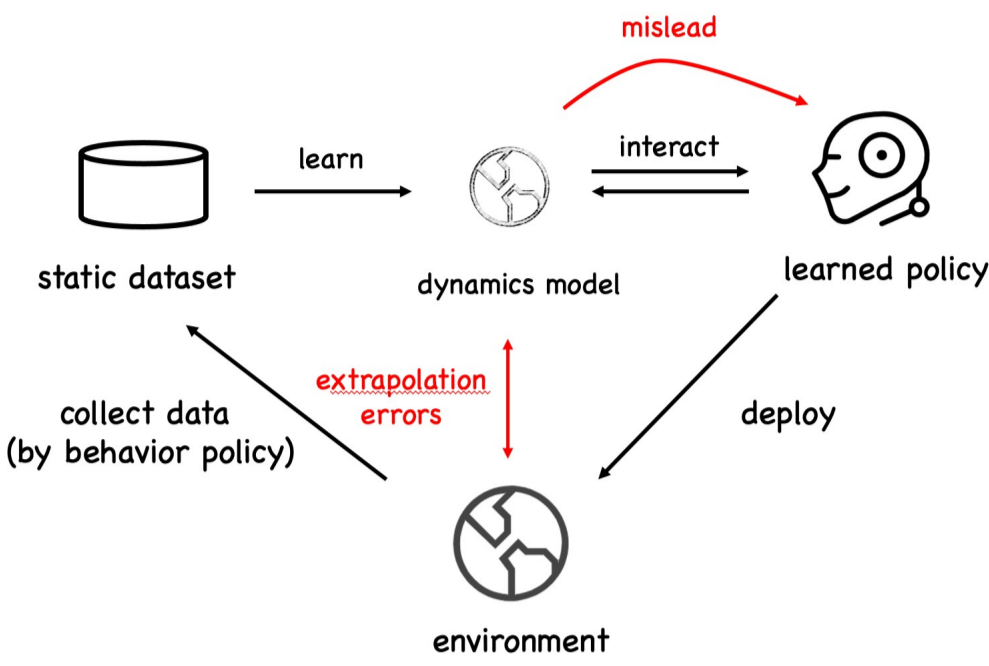 mislead
learn
interact
static dataset
dynamics model
learned policy
extrapolation
errors
collect data
(by behavior policy)
deploy
environment